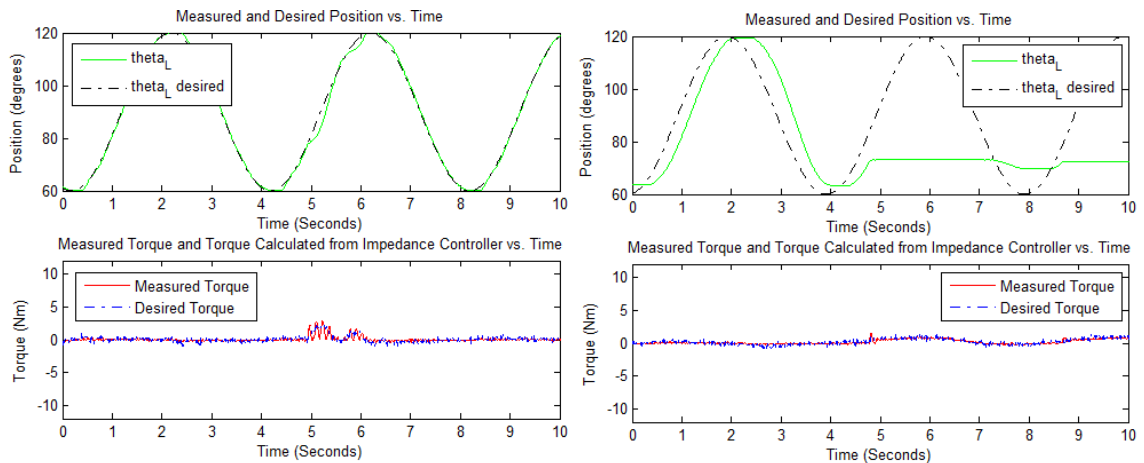 Measured and Desired Position vs. Time
120
100
80
60
Position (degrees)
theta_L
theta_L desired
0 1 2 3 4 5 6 7 8 9 10
Time (Seconds)
Measured Torque and Torque Calculated from Impedance Controller vs. Time
10
5
0
-5
-10
Torque (Nm)
Measured Torque
Desired Torque
0 1 2 3 4 5 6 7 8 9 10
Time (Seconds)
Measured and Desired Position vs. Time
120
100
80
60
Position (degrees)
theta_L
theta_L desired
0 1 2 3 4 5 6 7 8 9 10
Time (Seconds)
Measured Torque and Torque Calculated from Impedance Controller vs. Time
10
5
0
-5
-10
Torque (Nm)
Measured Torque
Desired Torque
0 1 2 3 4 5 6 7 8 9 10
Time (Seconds)